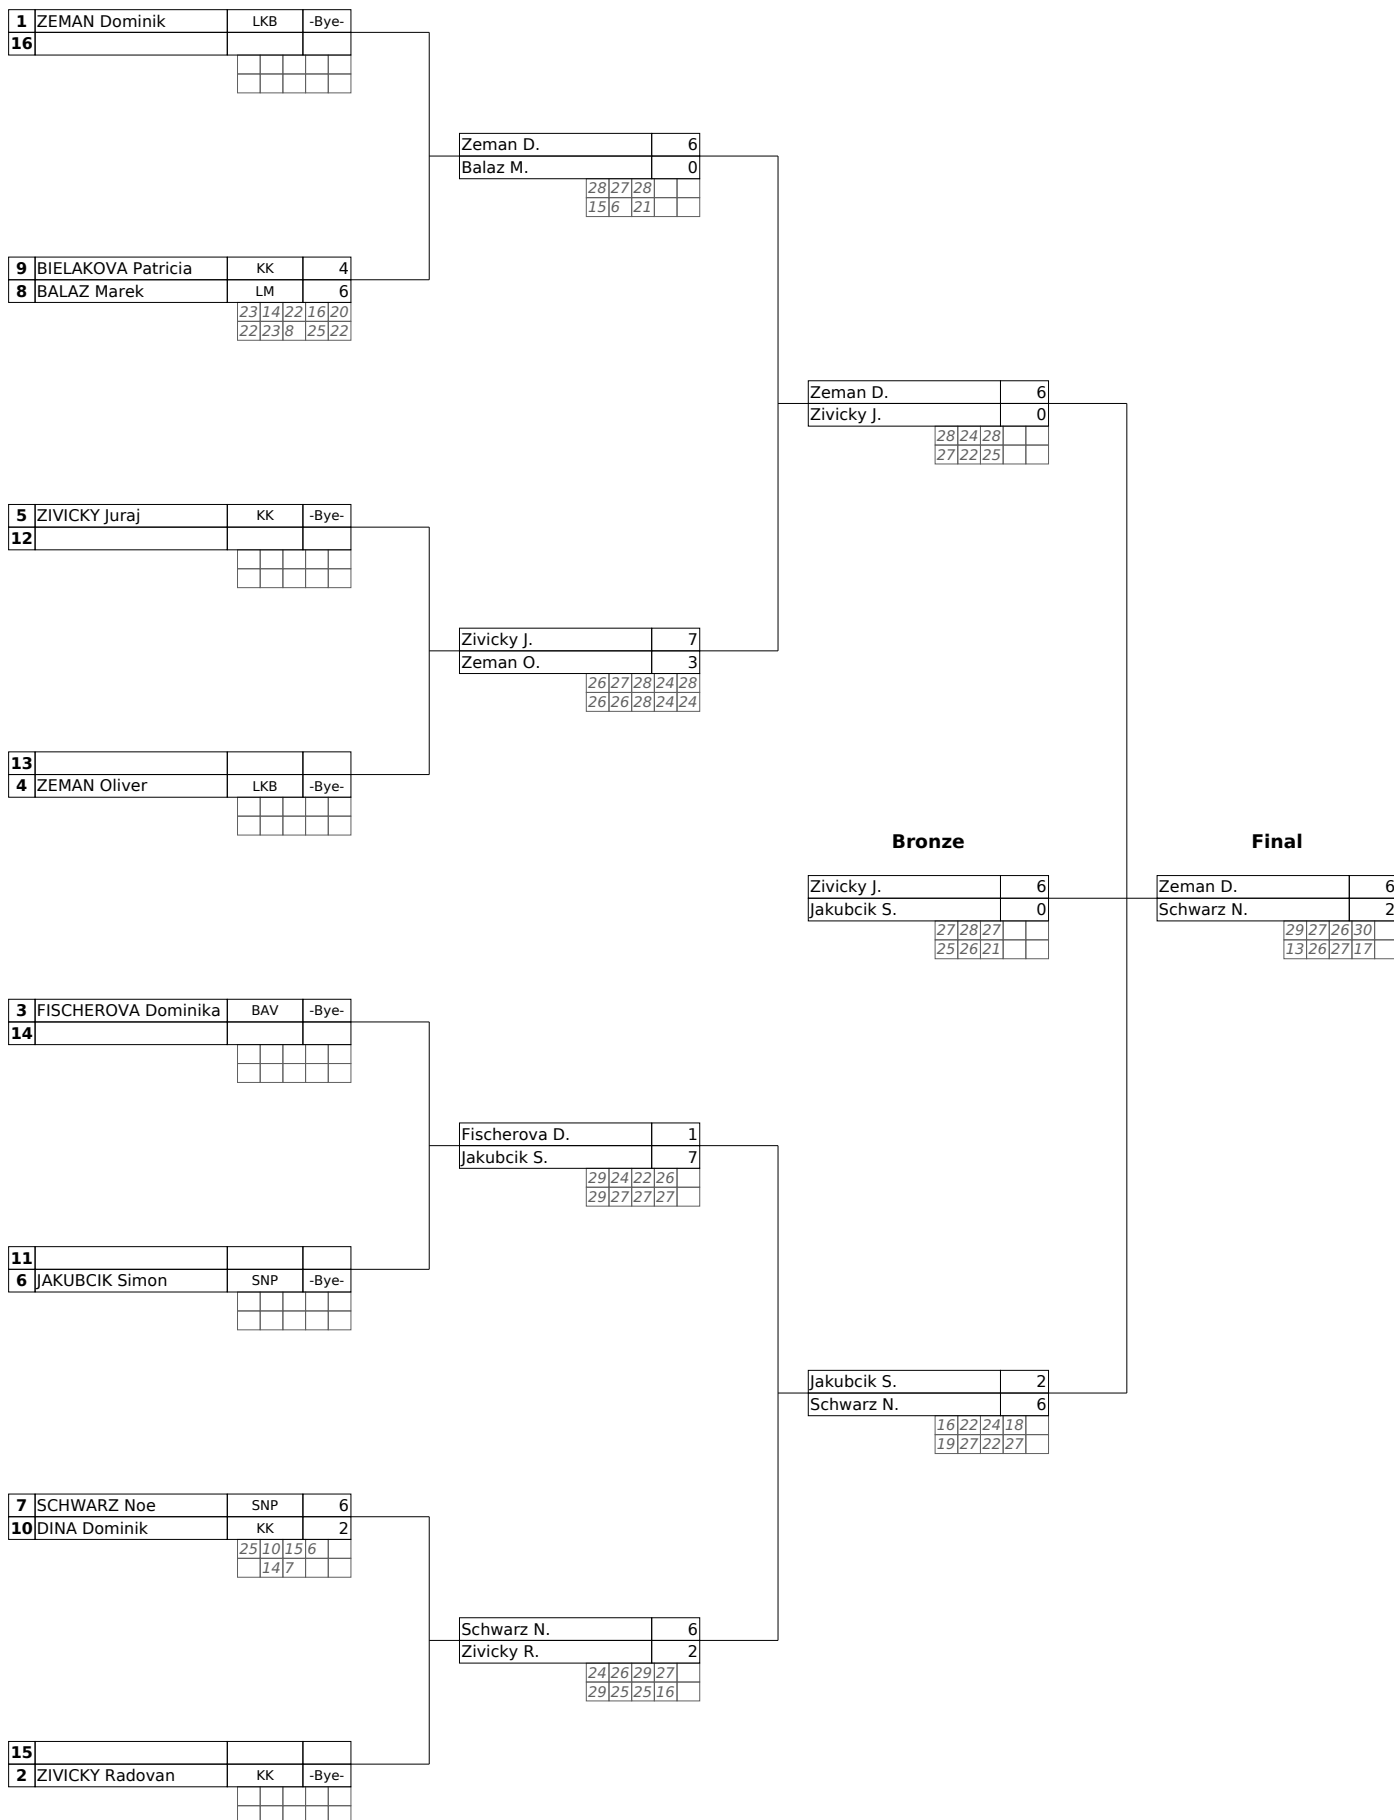 1 ZEMAN Dominik LKB -Bye-
16
Zeman D. 6
Balaz M. 0
28 27 28
15 6 21
9 BIELAKOVA Patricia KK 4
8 BALAZ Marek LM 6
23 14 22 16 20
22 23 8 25 22
Zeman D. 6
Zivicky J. 0
28 24 28
27 22 25
5 ZIVICKY Juraj KK -Bye-
12
Zivicky J. 7
Zeman O. 3
26 27 28 24 28
26 26 28 24 24
13
4 ZEMAN Oliver LKB -Bye-
Bronze
Final
Zivicky J. 6
Jakubcik S. 0
27 28 27
25 26 21
Zeman D. 6
Schwarz N. 2
29 27 26 30
13 26 27 17
3 FISCHEROVA Dominika BAV -Bye-
14
Fischerova D. 1
Jakubcik S. 7
29 24 22 26
29 27 27 27
11
6 JAKUBCIK Simon SNP -Bye-
Jakubcik S. 2
Schwarz N. 6
16 22 24 18
19 27 22 27
7 SCHWARZ Noe SNP 6
10 DINA Dominik KK 2
25 10 15 6
14 7
Schwarz N. 6
Zivicky R. 2
24 26 29 27
29 25 25 16
15
2 ZIVICKY Radovan KK -Bye-